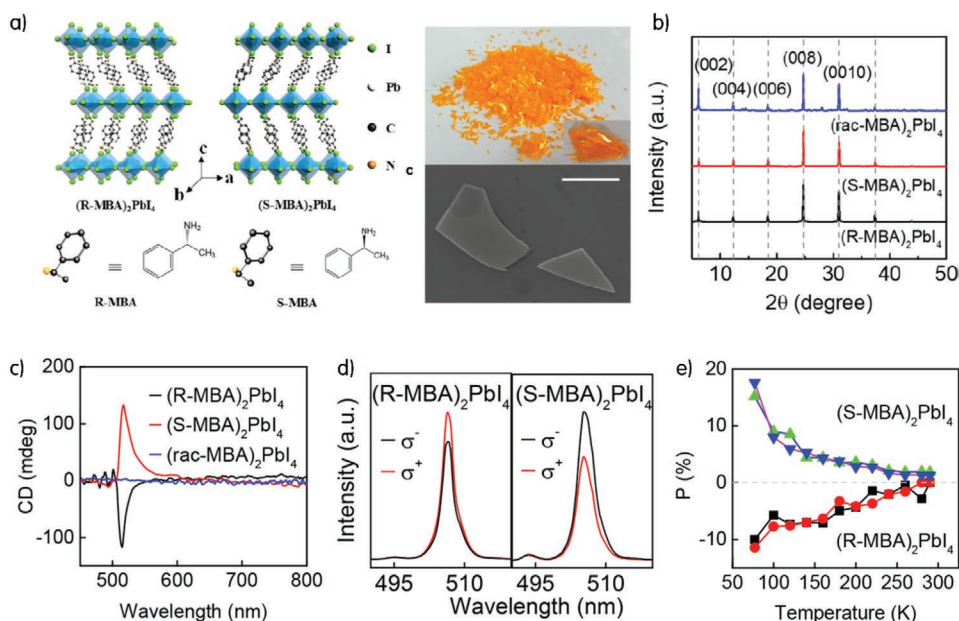 a)
I
Pb
C
N
c
c
b
a
(R-MBA)₂PbI₄
(S-MBA)₂PbI₄
NH₂
CH₃
≡
R-MBA
NH₂
CH₃
≡
S-MBA
b)
Intensity (a.u.)
(002)
(004)
(006)
(008)
(0010)
(rac-MBA)₂PbI₄
(S-MBA)₂PbI₄
(R-MBA)₂PbI₄
10 20 30 40 50
2θ (degree)
c)
CD (mdeg)
200
100
0
-100
(R-MBA)₂PbI₄
(S-MBA)₂PbI₄
(rac-MBA)₂PbI₄
500 600 700 800
Wavelength (nm)
d)
Intensity (a.u.)
(R-MBA)₂PbI₄
σ⁻
σ⁺
(S-MBA)₂PbI₄
σ⁻
σ⁺
495 510 495 510
Wavelength (nm)
e)
P (%)
20
10
0
-10
(S-MBA)₂PbI₄
(R-MBA)₂PbI₄
50 100 150 200 250 300
Temperature (K)